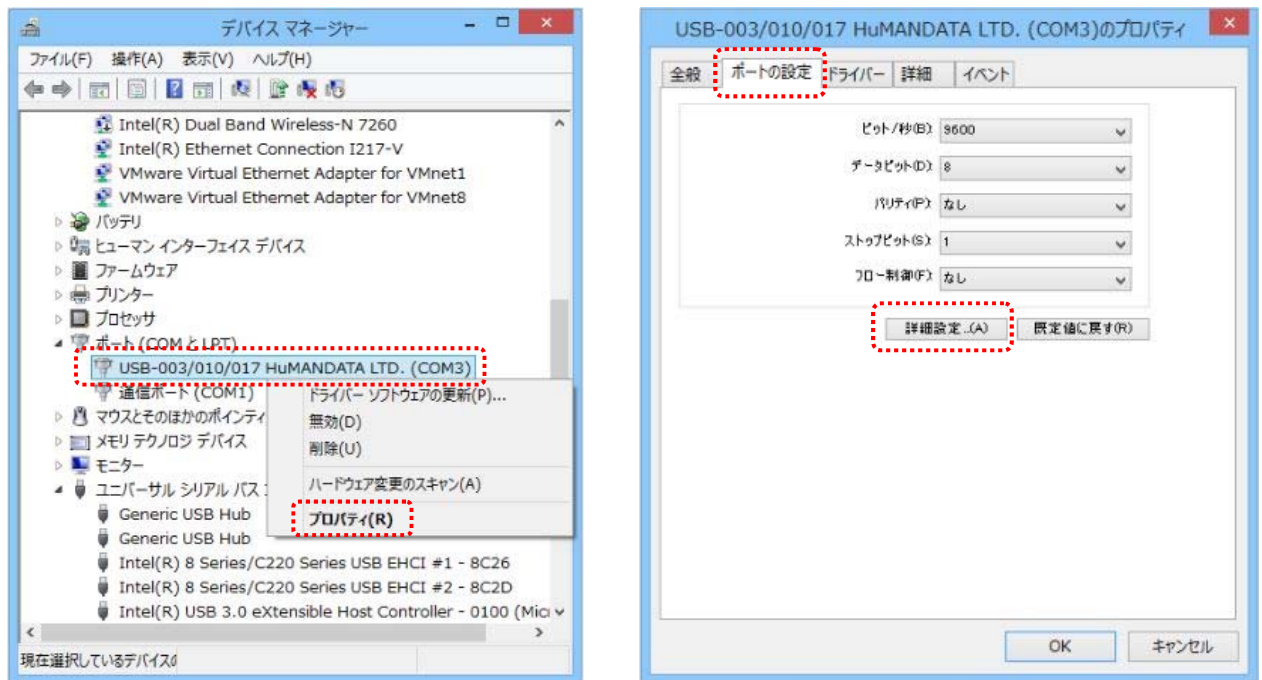 デバイス マネージャー
ファイル(F) 操作(A) 表示(V) ヘルプ(H)
Intel(R) Dual Band Wireless-N 7260
Intel(R) Ethernet Connection I217-V
VMware Virtual Ethernet Adapter for VMnet1
VMware Virtual Ethernet Adapter for VMnet8
バッテリ
ヒューマン インターフェイス デバイス
ファームウェア
プリンター
プロセッサ
ポート (COM と LPT)
USB-003/010/017 HuMANDATA LTD. (COM3)
通信ポート (COM1)
マウスとそのほかのポインティ
メモリ テクノロジ デバイス
モニター
ユニバーサル シリアル バス
Generic USB Hub
Generic USB Hub
Intel(R) 8 Series/C220 Series USB EHCI #1 - 8C26
Intel(R) 8 Series/C220 Series USB EHCI #2 - 8C2D
Intel(R) USB 3.0 eXtensible Host Controller - 0100 (Mic
現在選択しているデバイスの
ドライバー ソフトウェアの更新(P)...
無効(D)
削除(U)
ハードウェア変更のスキャン(A)
プロパティ(R)
USB-003/010/017 HuMANDATA LTD. (COM3)のプロパティ
全般 ポートの設定 ドライバー 詳細 イベント
ビット/秒(B): 9600
データ ビット(D): 8
パリティ(P): なし
ストップ ビット(S): 1
フロー制御(F): なし
詳細設定...(A) 既定値に戻す(R)
OK キャンセル